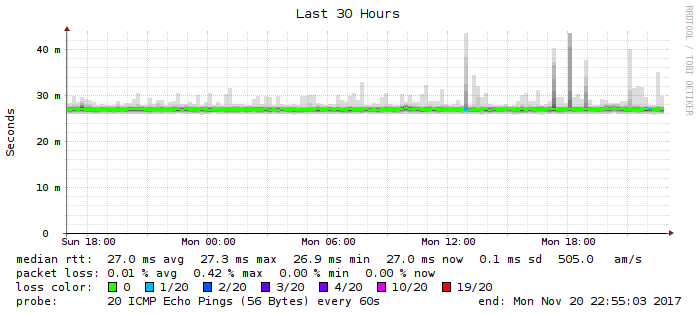 Last 30 Hours
RRDTOOL / TOBI OETIKER
Seconds
40 m
30 m
20 m
10 m
0
Sun 18:00 Mon 00:00 Mon 06:00 Mon 12:00 Mon 18:00
median rtt: 27.0 ms avg 27.3 ms max 26.9 ms min 27.0 ms now 0.1 ms sd 505.0 am/s
packet loss: 0.01 % avg 0.42 % max 0.00 % min 0.00 % now
loss color: 0 1/20 2/20 3/20 4/20 10/20 19/20
probe: 20 ICMP Echo Pings (56 Bytes) every 60s end: Mon Nov 20 22:55:03 2017